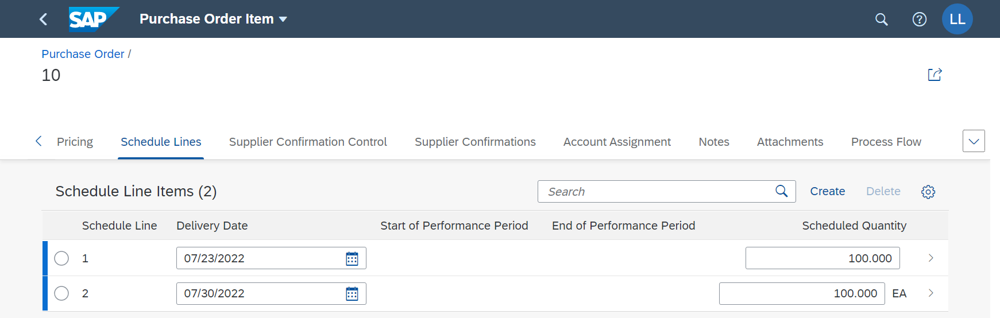 SAP Purchase Order Item LL
Purchase Order /
10
Pricing Schedule Lines Supplier Confirmation Control Supplier Confirmations Account Assignment Notes Attachments Process Flow
Schedule Line Items (2) Search Create Delete
Schedule Line Delivery Date Start of Performance Period End of Performance Period Scheduled Quantity
1 07/23/2022 100.000
2 07/30/2022 100.000 EA